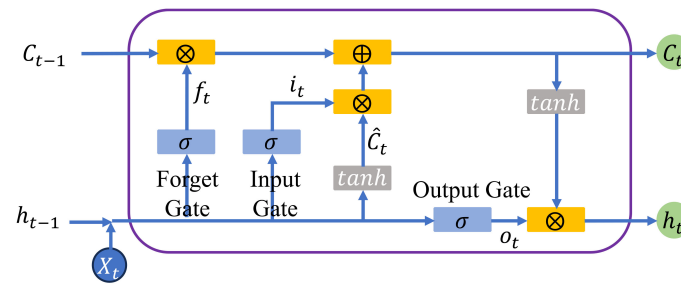 C_{t-1} ⊗ ⊕ C_t
f_t i_t ⊗ tanh
σ σ Ĉ_t
Forget Gate Input Gate tanh Output Gate
h_{t-1} σ o_t ⊗ h_t
X_t